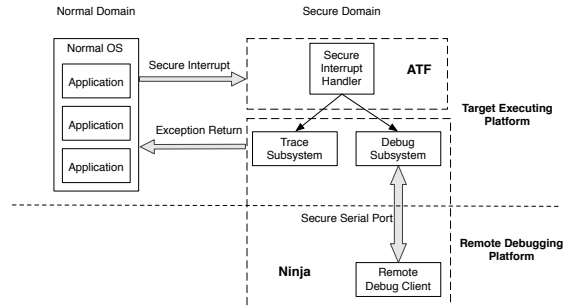 Normal Domain
Secure Domain
Normal OS
Application
Application
Application
Secure Interrupt
Exception Return
Secure
Interrupt
Handler
ATF
Trace
Subsystem
Debug
Subsystem
Target Executing
Platform
Secure Serial Port
Ninja
Remote
Debug Client
Remote Debugging
Platform